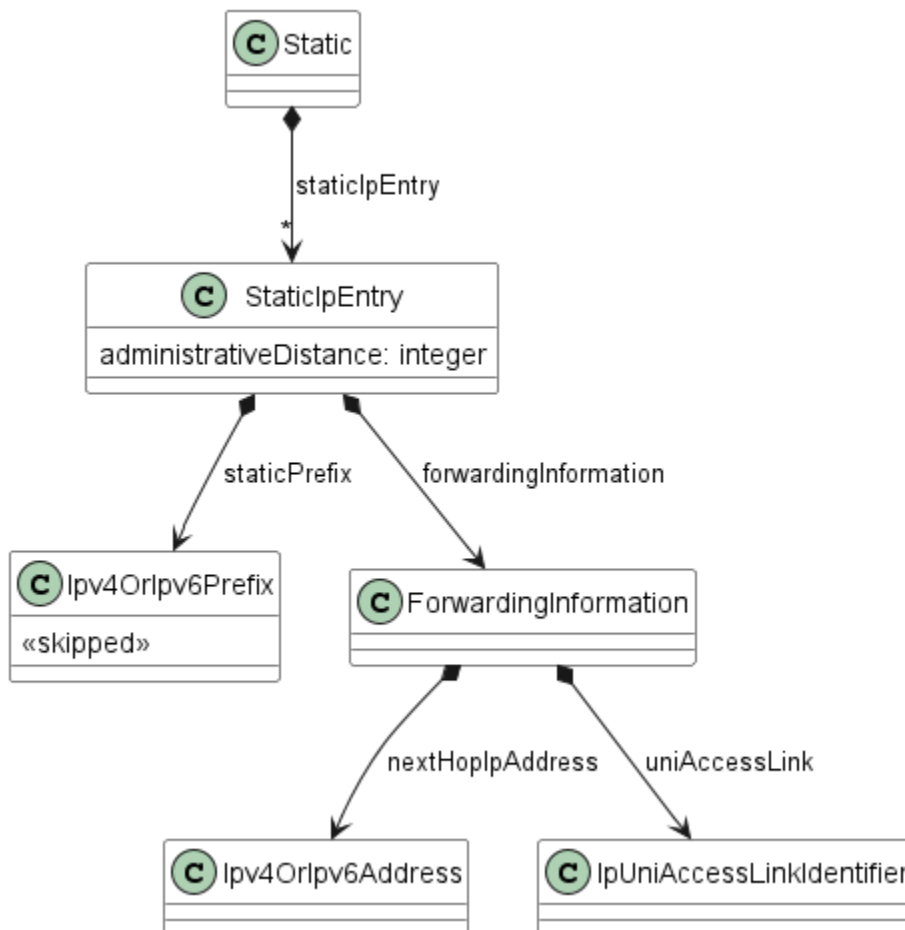 C Static
staticIpEntry
*
C StaticIpEntry
administrativeDistance: integer
staticPrefix
forwardingInformation
C Ipv4OrIpv6Prefix
«skipped»
C ForwardingInformation
nextHopIpAddress
uniAccessLink
C Ipv4OrIpv6Address
C IpUniAccessLinkIdentifier